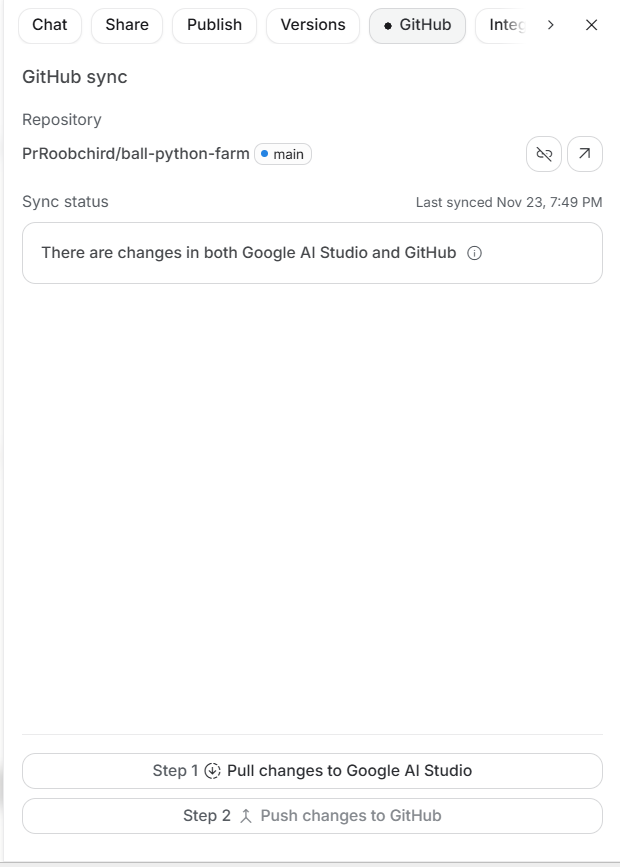 Chat Share Publish Versions GitHub Integ
GitHub sync
Repository
PrRoobchird/ball-python-farm main
Sync status Last synced Nov 23, 7:49 PM
There are changes in both Google AI Studio and GitHub
Step 1 Pull changes to Google AI Studio
Step 2 Push changes to GitHub